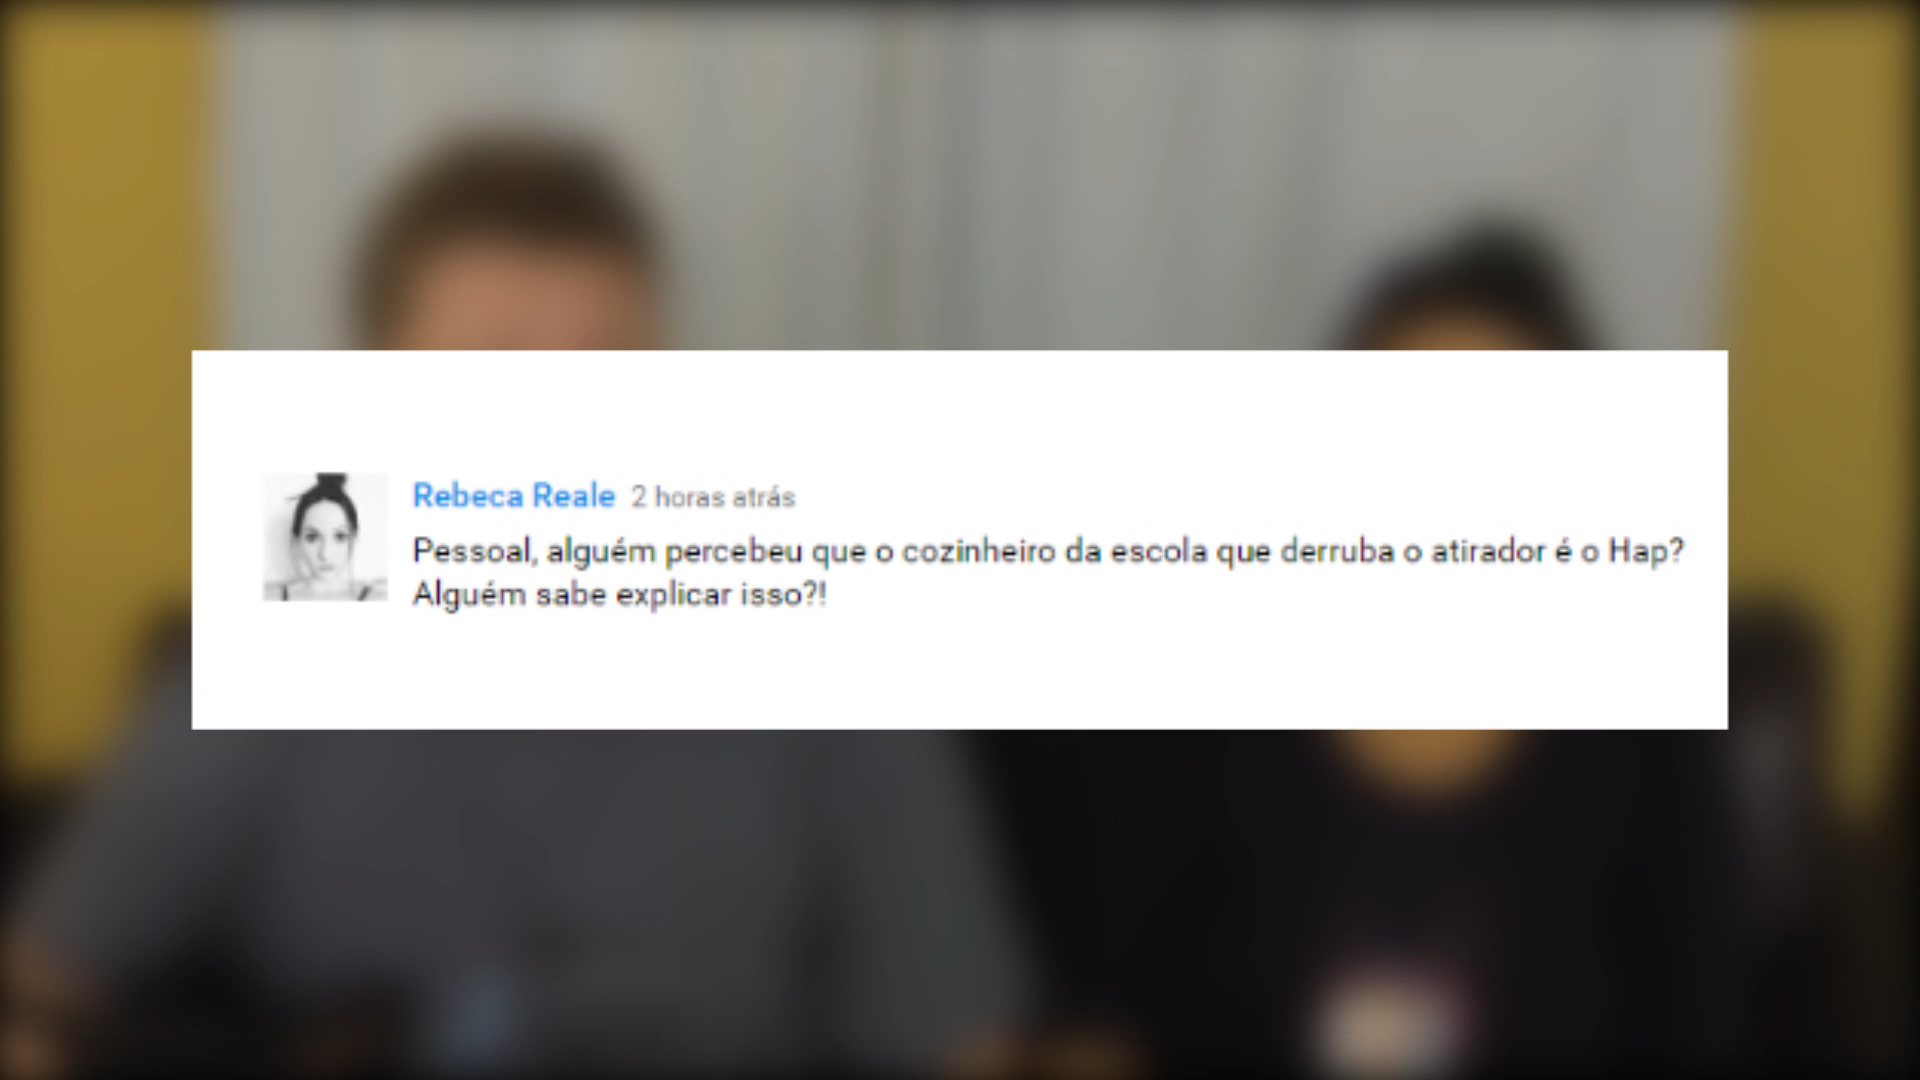 Rebeca Reale 2 horas atrás
Pessoal, alguém percebeu que o cozinheiro da escola que derruba o atirador é o Hap?
Alguém sabe explicar isso?!